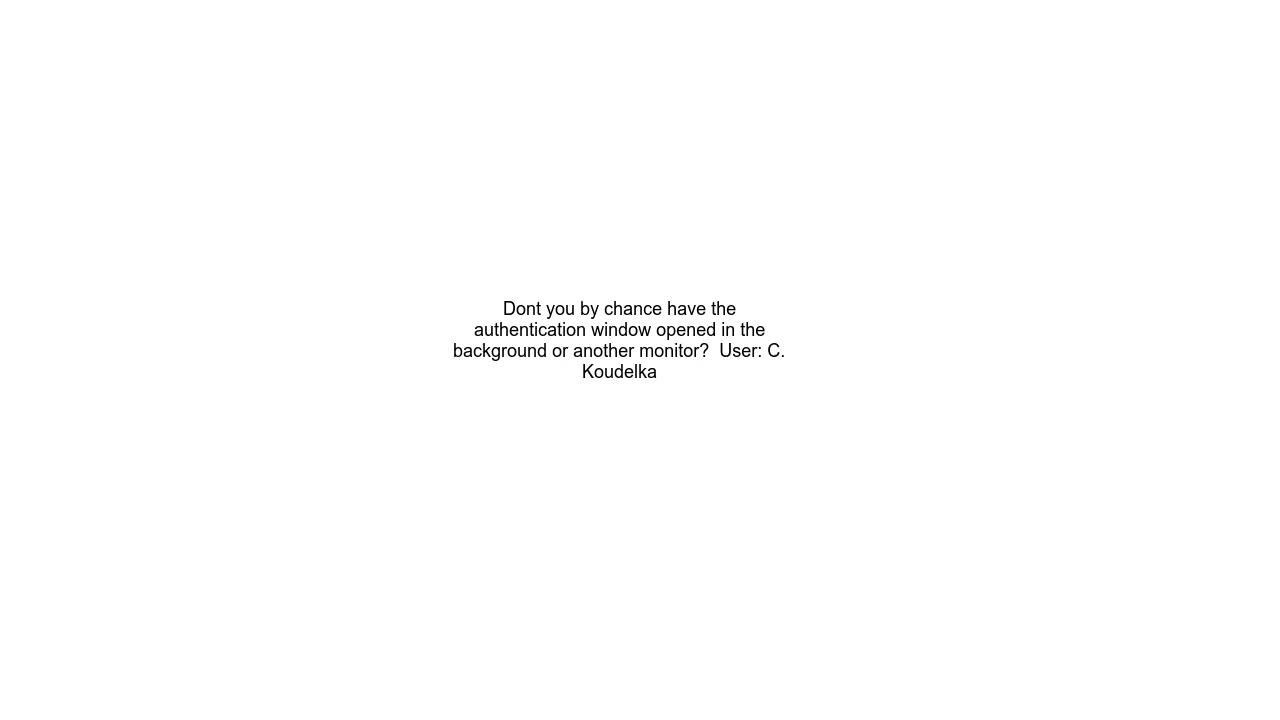 Dont you by chance have the
authentication window opened in the
background or another monitor?  User: C.
Koudelka